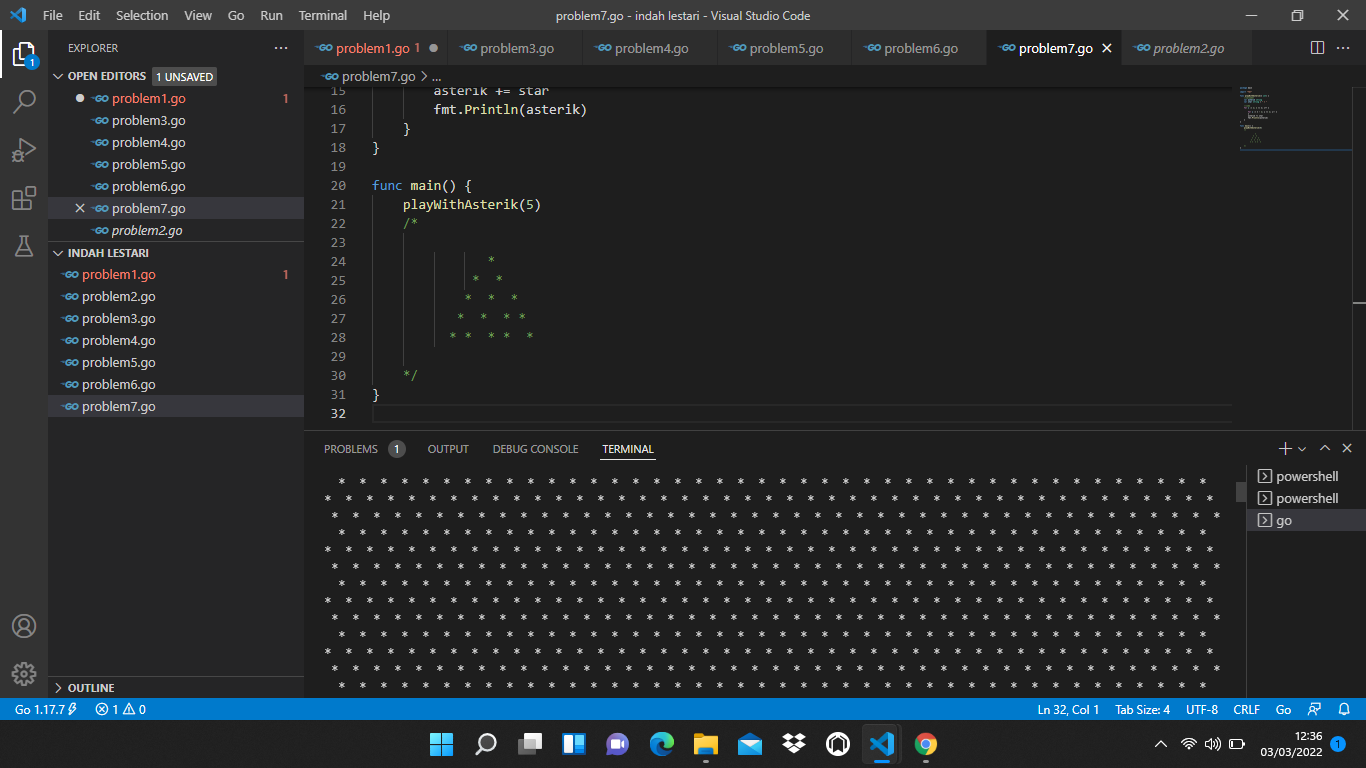 File Edit Selection View Go Run Terminal Help
problem7.go - indah lestari - Visual Studio Code
EXPLORER
OPEN EDITORS 1 UNSAVED
problem1.go 1
problem3.go
problem4.go
problem5.go
problem6.go
problem7.go
problem2.go
INDAH LESTARI
problem1.go 1
problem2.go
problem3.go
problem4.go
problem5.go
problem6.go
problem7.go
OUTLINE
problem1.go 1 problem3.go problem4.go problem5.go problem6.go problem7.go problem2.go
problem7.go > ...
15 asterik += star
16 fmt.Println(asterik)
17 }
18 }
19
20 func main() {
21 playWithAsterik(5)
22 /*
23
24 *
25 * *
26 * * *
27 * * * *
28 * * * * *
29
30 */
31 }
32
PROBLEMS 1 OUTPUT DEBUG CONSOLE TERMINAL
* * * * * * * * * * * * * * * * * * * * * * * * * * * * * * * * * * * * * * * * * *
* * * * * * * * * * * * * * * * * * * * * * * * * * * * * * * * * * * * * * * * * * *
* * * * * * * * * * * * * * * * * * * * * * * * * * * * * * * * * * * * * * * * * * *
* * * * * * * * * * * * * * * * * * * * * * * * * * * * * * * * * * * * * * * * * *
* * * * * * * * * * * * * * * * * * * * * * * * * * * * * * * * * * * * * * * * * * *
* * * * * * * * * * * * * * * * * * * * * * * * * * * * * * * * * * * * * * * * * * *
* * * * * * * * * * * * * * * * * * * * * * * * * * * * * * * * * * * * * * * * * *
* * * * * * * * * * * * * * * * * * * * * * * * * * * * * * * * * * * * * * * * * * *
* * * * * * * * * * * * * * * * * * * * * * * * * * * * * * * * * * * * * * * * * * *
* * * * * * * * * * * * * * * * * * * * * * * * * * * * * * * * * * * * * * * * * *
* * * * * * * * * * * * * * * * * * * * * * * * * * * * * * * * * * * * * * * * * * *
* * * * * * * * * * * * * * * * * * * * * * * * * * * * * * * * * * * * * * * * * * *
* * * * * * * * * * * * * * * * * * * * * * * * * * * * * * * * * * * * * * * * * *
powershell
powershell
go
Go 1.17.7 1 0 Ln 32, Col 1 Tab Size: 4 UTF-8 CRLF Go
12:36
03/03/2022 1